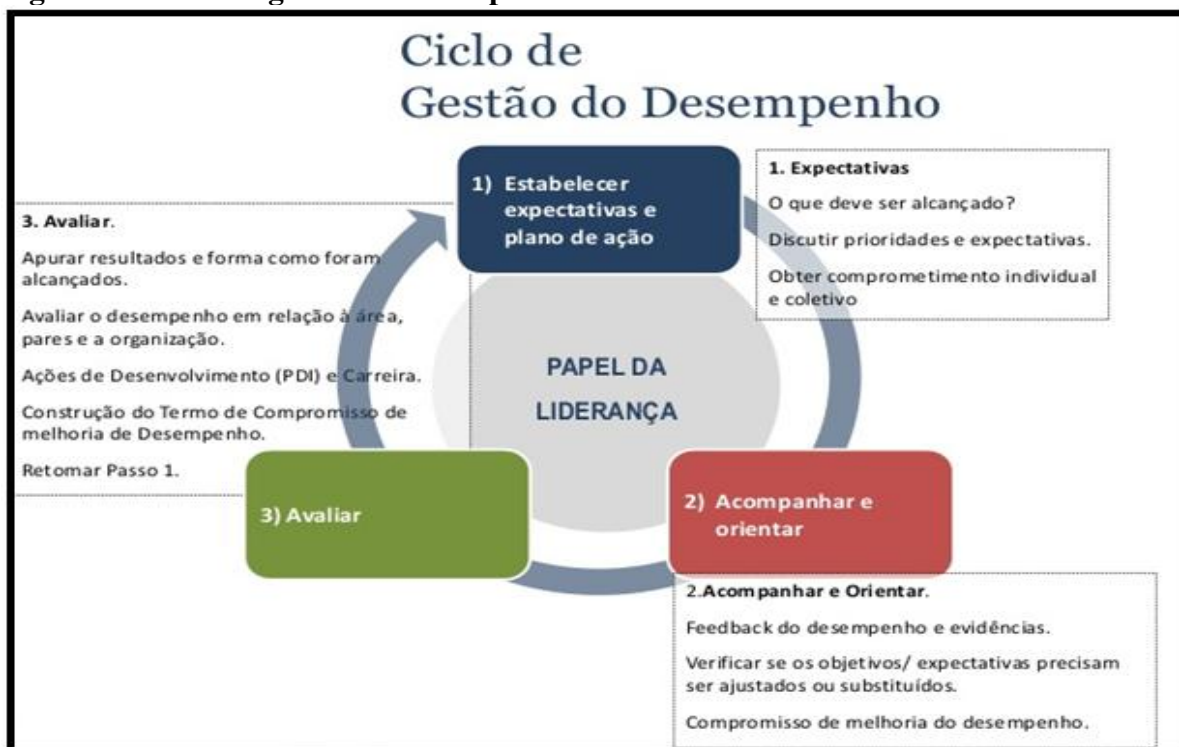 Ciclo de
Gestão do Desempenho
1) Estabelecer
expectativas e
plano de ação
1. Expectativas
O que deve ser alcançado?
Discutir prioridades e expectativas.
Obter comprometimento individual
e coletivo
3. Avaliar.
Apurar resultados e forma como foram
alcançados.
Avaliar o desempenho em relação à área,
pares e a organização.
Ações de Desenvolvimento (PDI) e Carreira.
Construção do Termo de Compromisso de
melhoria de Desempenho.
Retomar Passo 1.
PAPEL DA
LIDERANÇA
3) Avaliar
2) Acompanhar e
orientar
2.Acompanhar e Orientar.
Feedback do desempenho e evidências.
Verificar se os objetivos/ expectativas precisam
ser ajustados ou substituídos.
Compromisso de melhoria do desempenho.